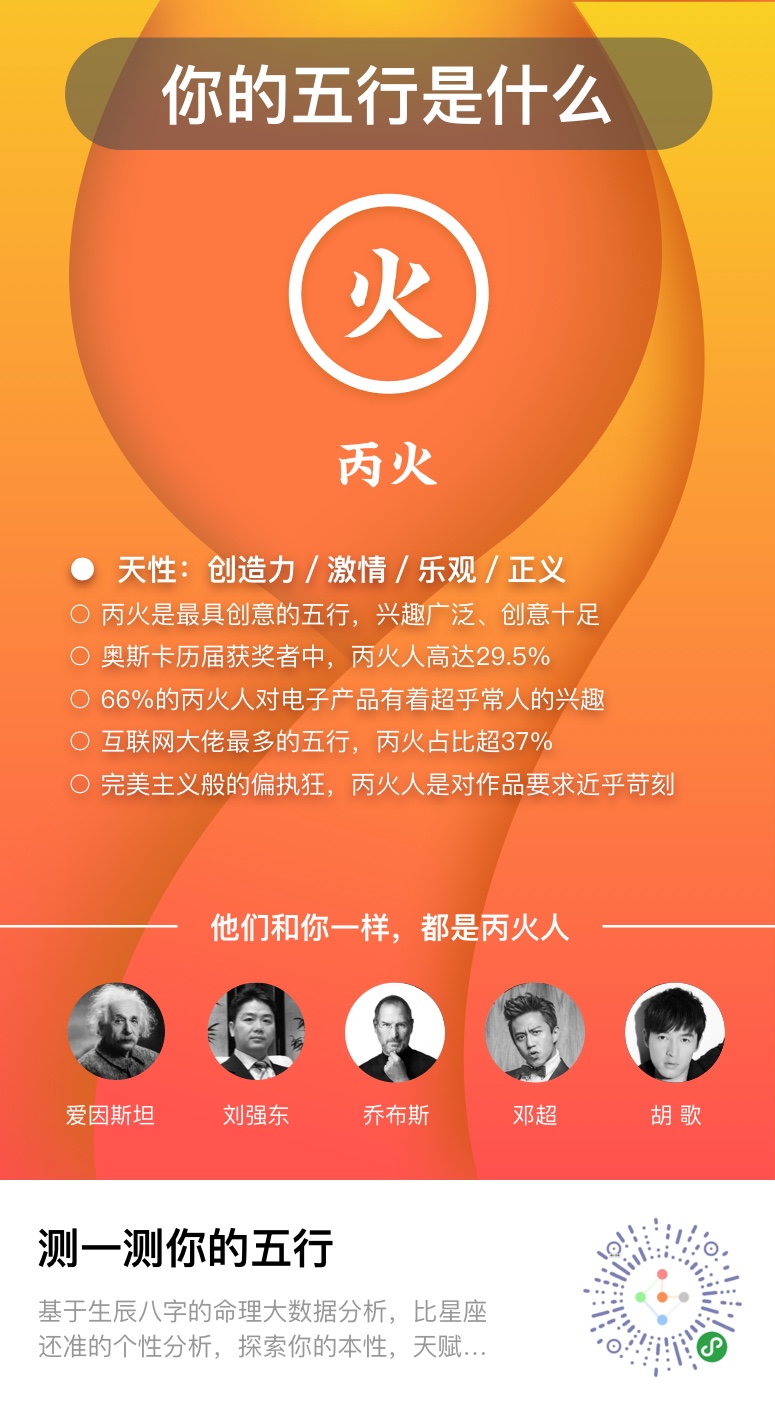 你的五行是什么
火
丙火
天性：创造力 / 激情 / 乐观 / 正义
丙火是最具创意的五行，兴趣广泛、创意十足
奥斯卡历届获奖者中，丙火人高达29.5%
66%的丙火人对电子产品有着超乎常人的兴趣
互联网大佬最多的五行，丙火占比超37%
完美主义般的偏执狂，丙火人是对作品要求近乎苛刻
他们和你一样，都是丙火人
爱因斯坦 刘强东 乔布斯 邓超 胡 歌
测一测你的五行
基于生辰八字的命理大数据分析，比星座
还准的个性分析，探索你的本性，天赋...